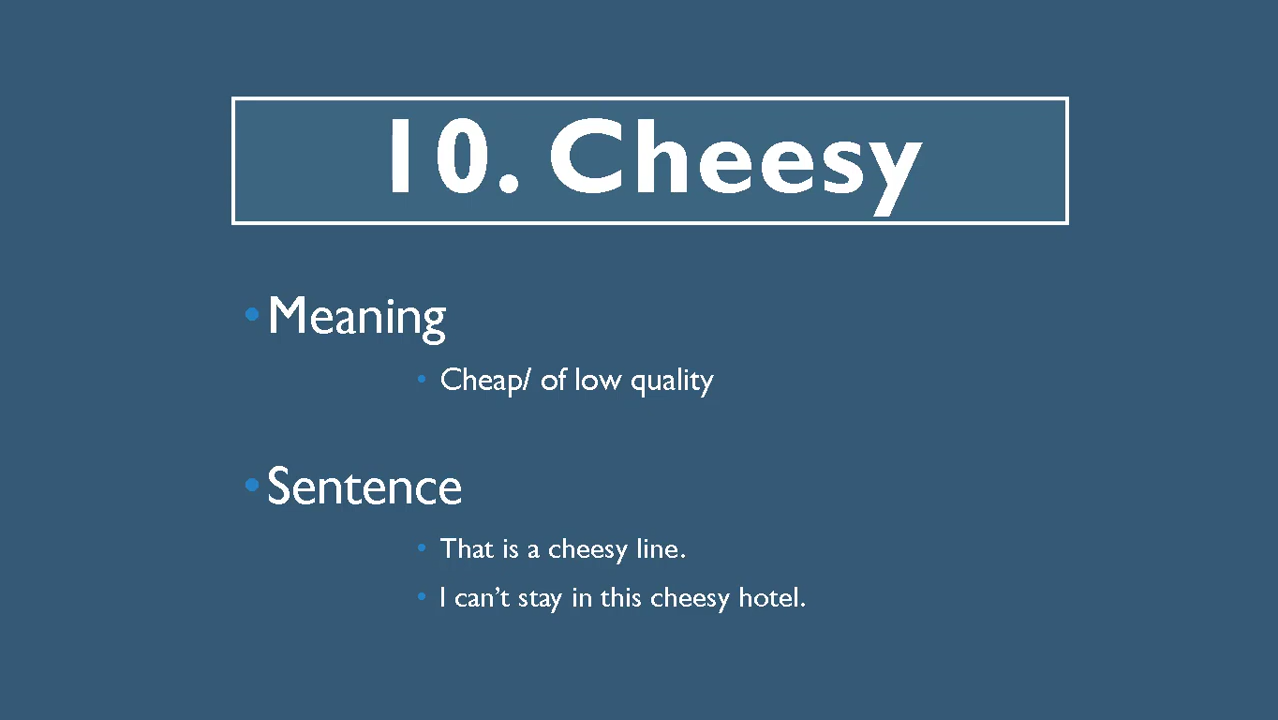 10. Cheesy
•Meaning
• Cheap/ of low quality
•Sentence
• That is a cheesy line.
• I can’t stay in this cheesy hotel.